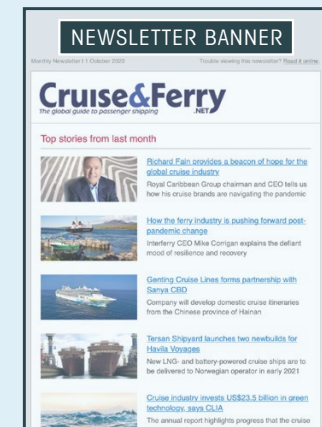 NEWSLETTER BANNER
Monthly Newsletter | 1 October 2020
Trouble viewing this newsletter? Read it online.
Cruise&Ferry
The global guide to passenger shipping .NET
Top stories from last month
Richard Fain provides a beacon of hope for the
global cruise industry
Royal Caribbean Group chairman and CEO tells us
how his cruise brands are navigating the pandemic
How the ferry industry is pushing forward post-
pandemic change
Interferry CEO Mike Corrigan explains the defiant
mood of resilience and recovery
Genting Cruise Lines forms partnership with
Sanya CBD
Company will develop domestic cruise itineraries
from the Chinese province of Hainan
Tersan Shipyard launches two newbuilds for
Havila Voyages
New LNG- and battery-powered cruise ships are to
be delivered to Norwegian operator in early 2021
Cruise industry invests US$23.5 billion in green
technology, says CLIA
The annual report highlights progress that the cruise